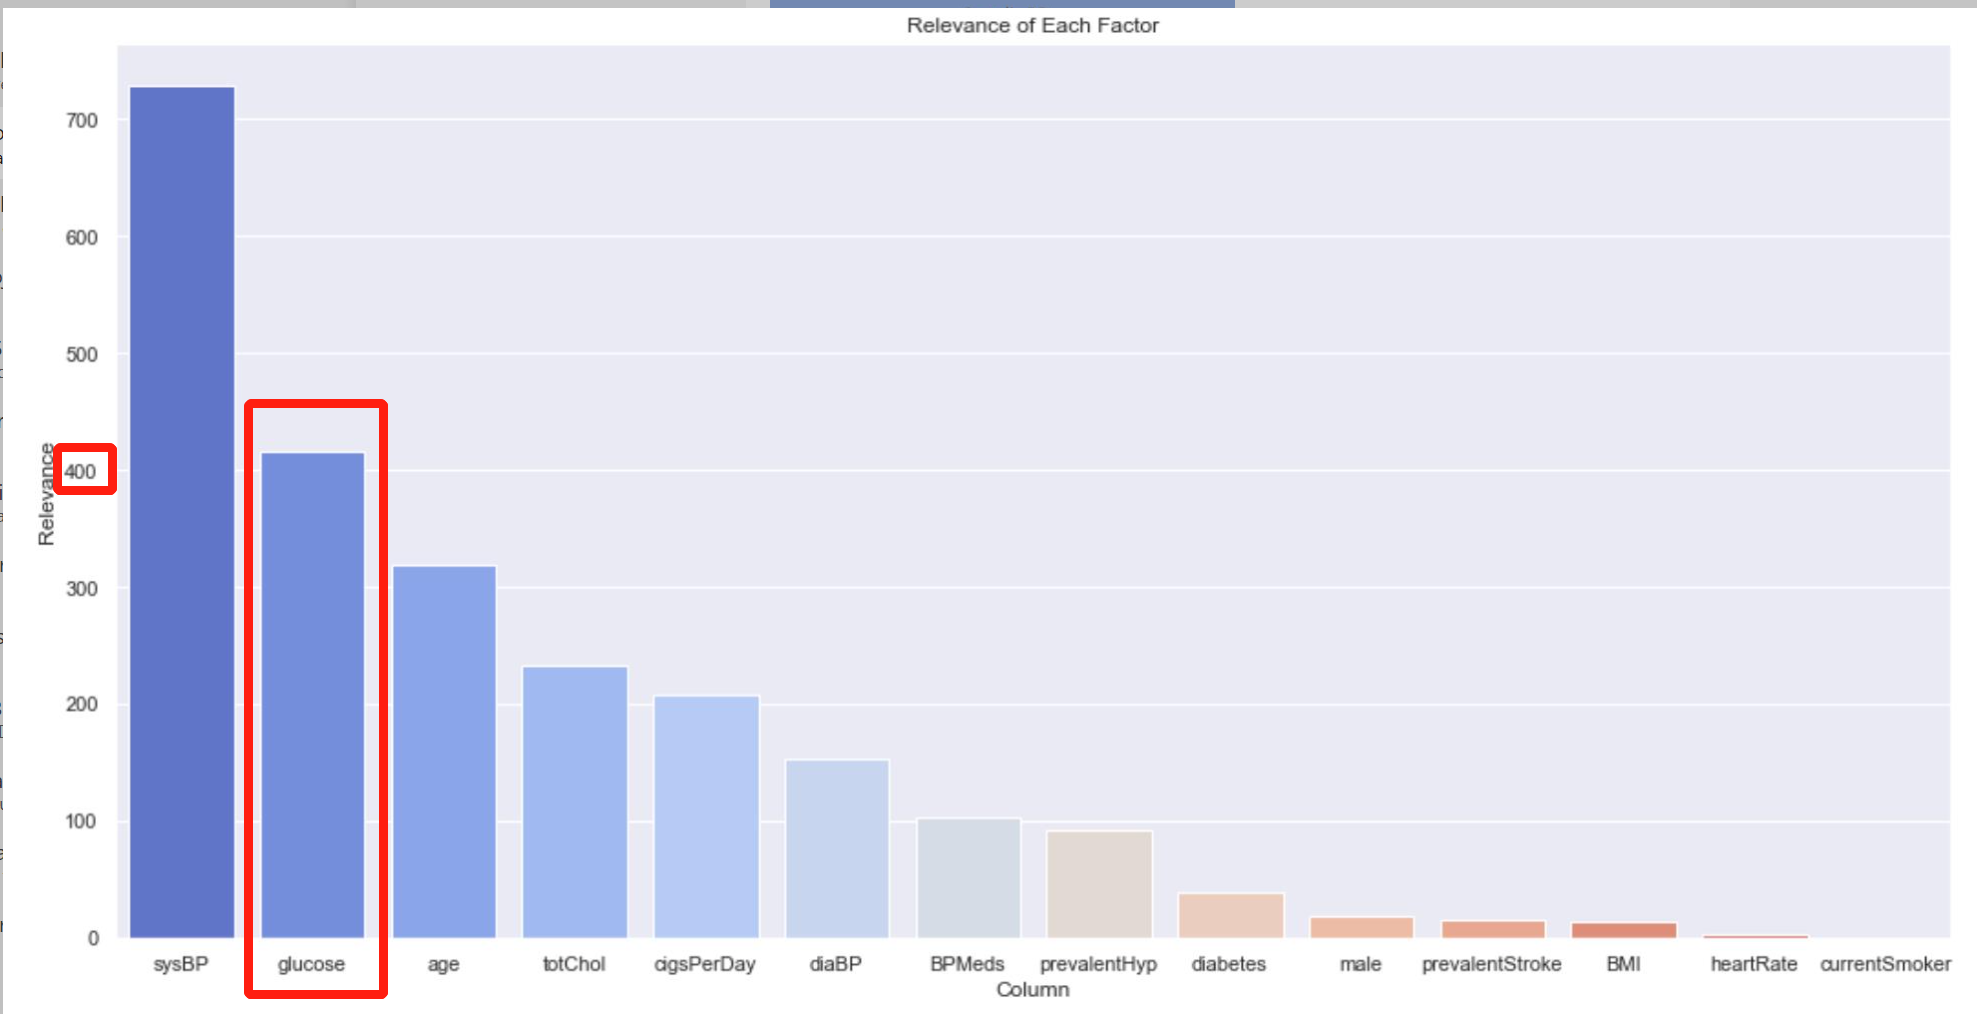 Relevance of Each Factor
700
600
500
400
300
200
100
0
Relevance
sysBP glucose age totChol cigsPerDay diaBP BPMeds prevalentHyp diabetes male prevalentStroke BMI heartRate currentSmoker
Column